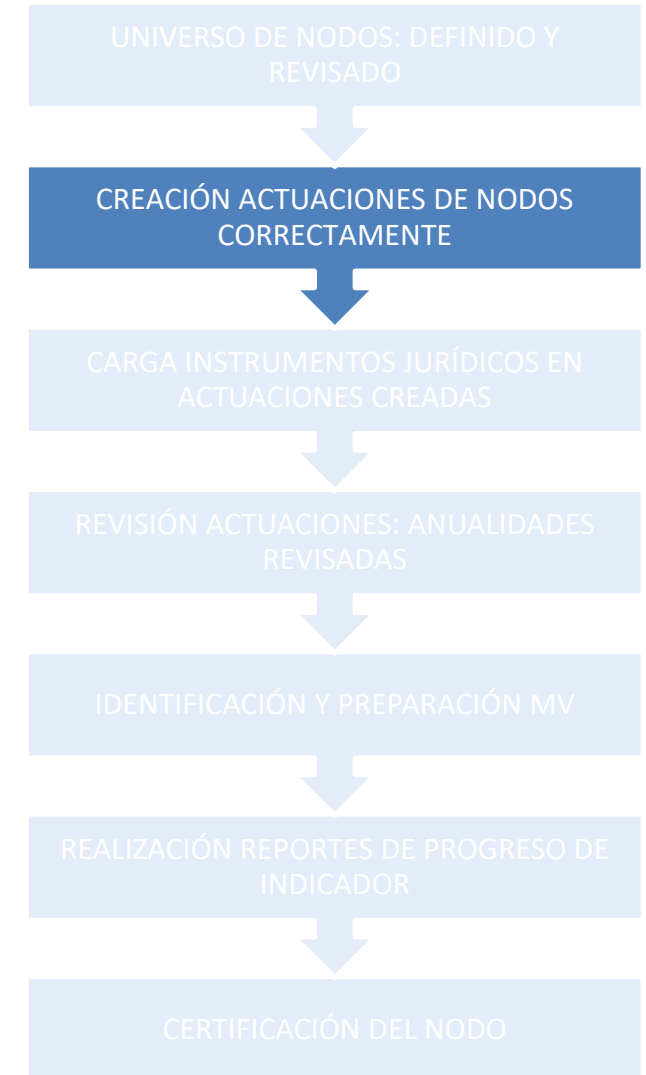 UNIVERSO DE NODOS: DEFINIDO Y
REVISADO
CREACIÓN ACTUACIONES DE NODOS
CORRECTAMENTE
CARGA INSTRUMENTOS JURÍDICOS EN
ACTUACIONES CREADAS
REVISIÓN ACTUACIONES: ANUALIDADES
REVISADAS
IDENTIFICACIÓN Y PREPARACIÓN MV
REALIZACIÓN REPORTES DE PROGRESO DE
INDICADOR
CERTIFICACIÓN DEL NODO